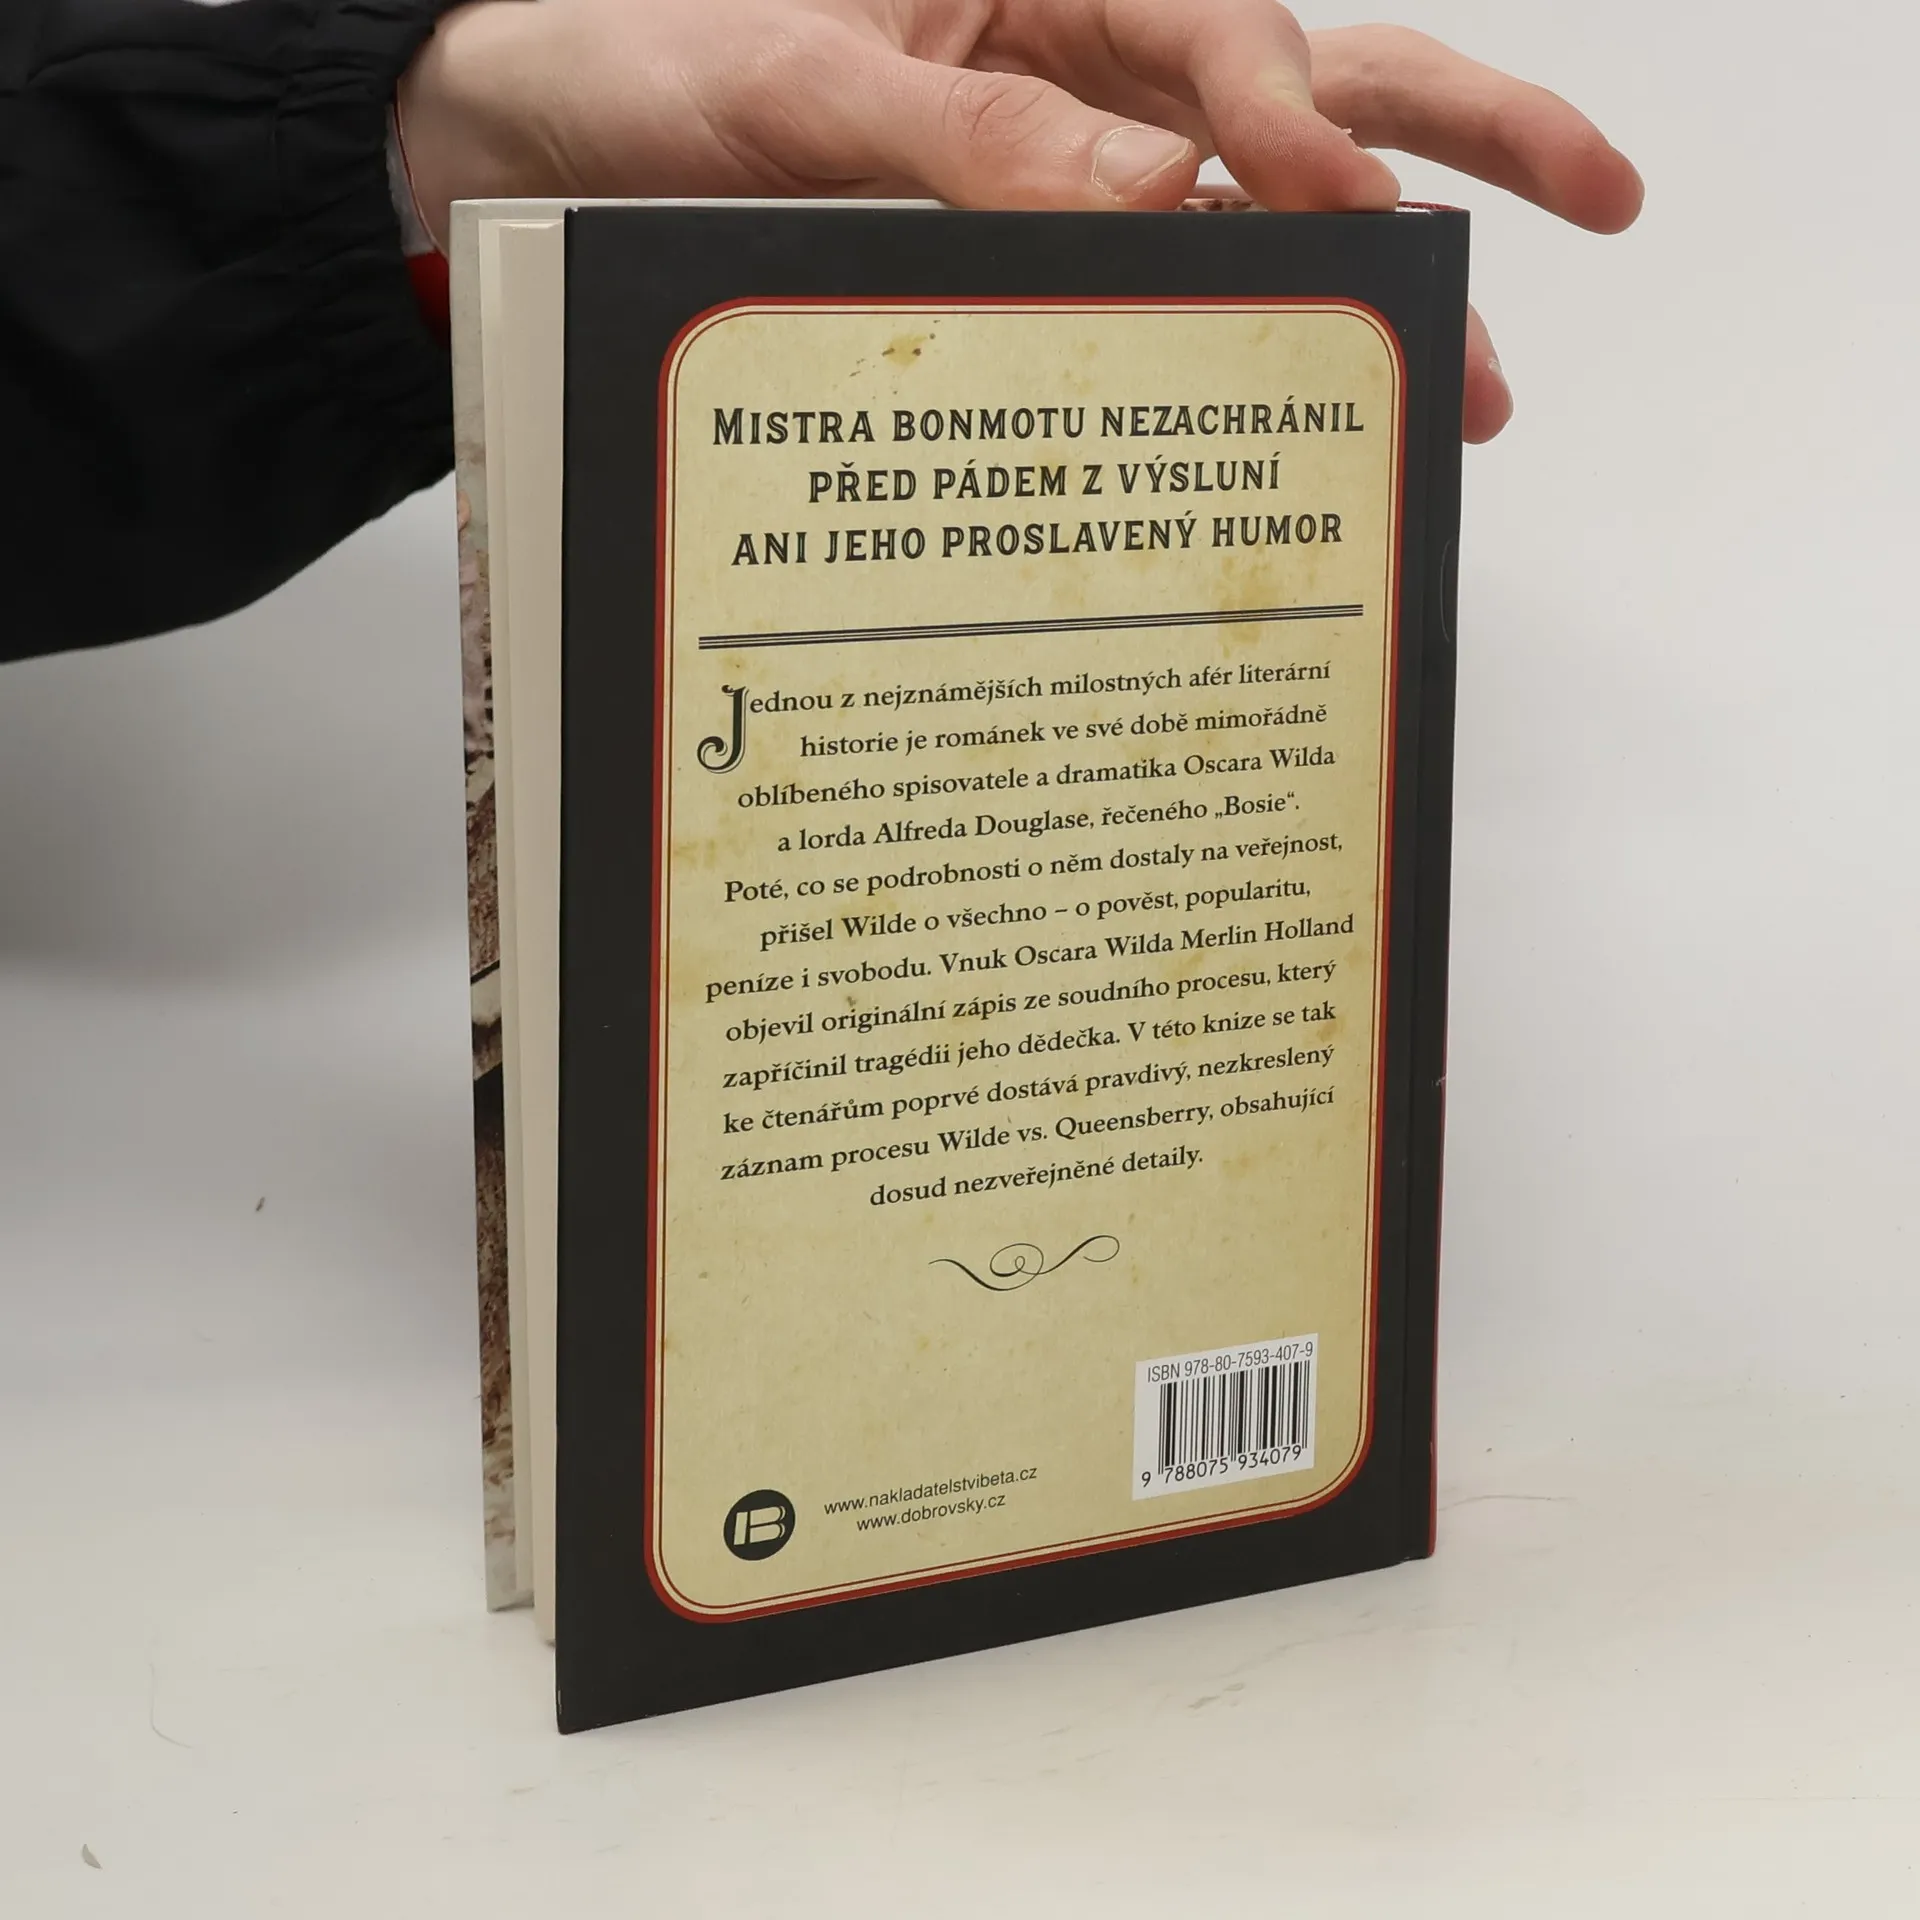 MISTRA BONMOTU NEZACHRÁNIL
PŘED PÁDEM Z VÝSLUNÍ
ANI JEHO PROSLAVENÝ HUMOR
Jednou z nejznámějších milostných afér literární
historie je románek ve své době mimořádně
oblíbeného spisovatele a dramatika Oscara Wilda
a lorda Alfreda Douglase, řečeného „Bosie“.
Poté, co se podrobnosti o něm dostaly na veřejnost,
přišel Wilde o všechno – o pověst, popularitu,
peníze i svobodu. Vnuk Oscara Wilda Merlin Holland
objevil originální zápis ze soudního procesu, který
zapříčinil tragédii jeho dědečka. V této knize se tak
ke čtenářům poprvé dostává pravdivý, nezkreslený
záznam procesu Wilde vs. Queensberry, obsahující
dosud nezveřejněné detaily.
ISBN 978-80-7593-407-9
9 788075 934079
B
www.nakladatelstvibeta.cz
www.dobrovsky.cz